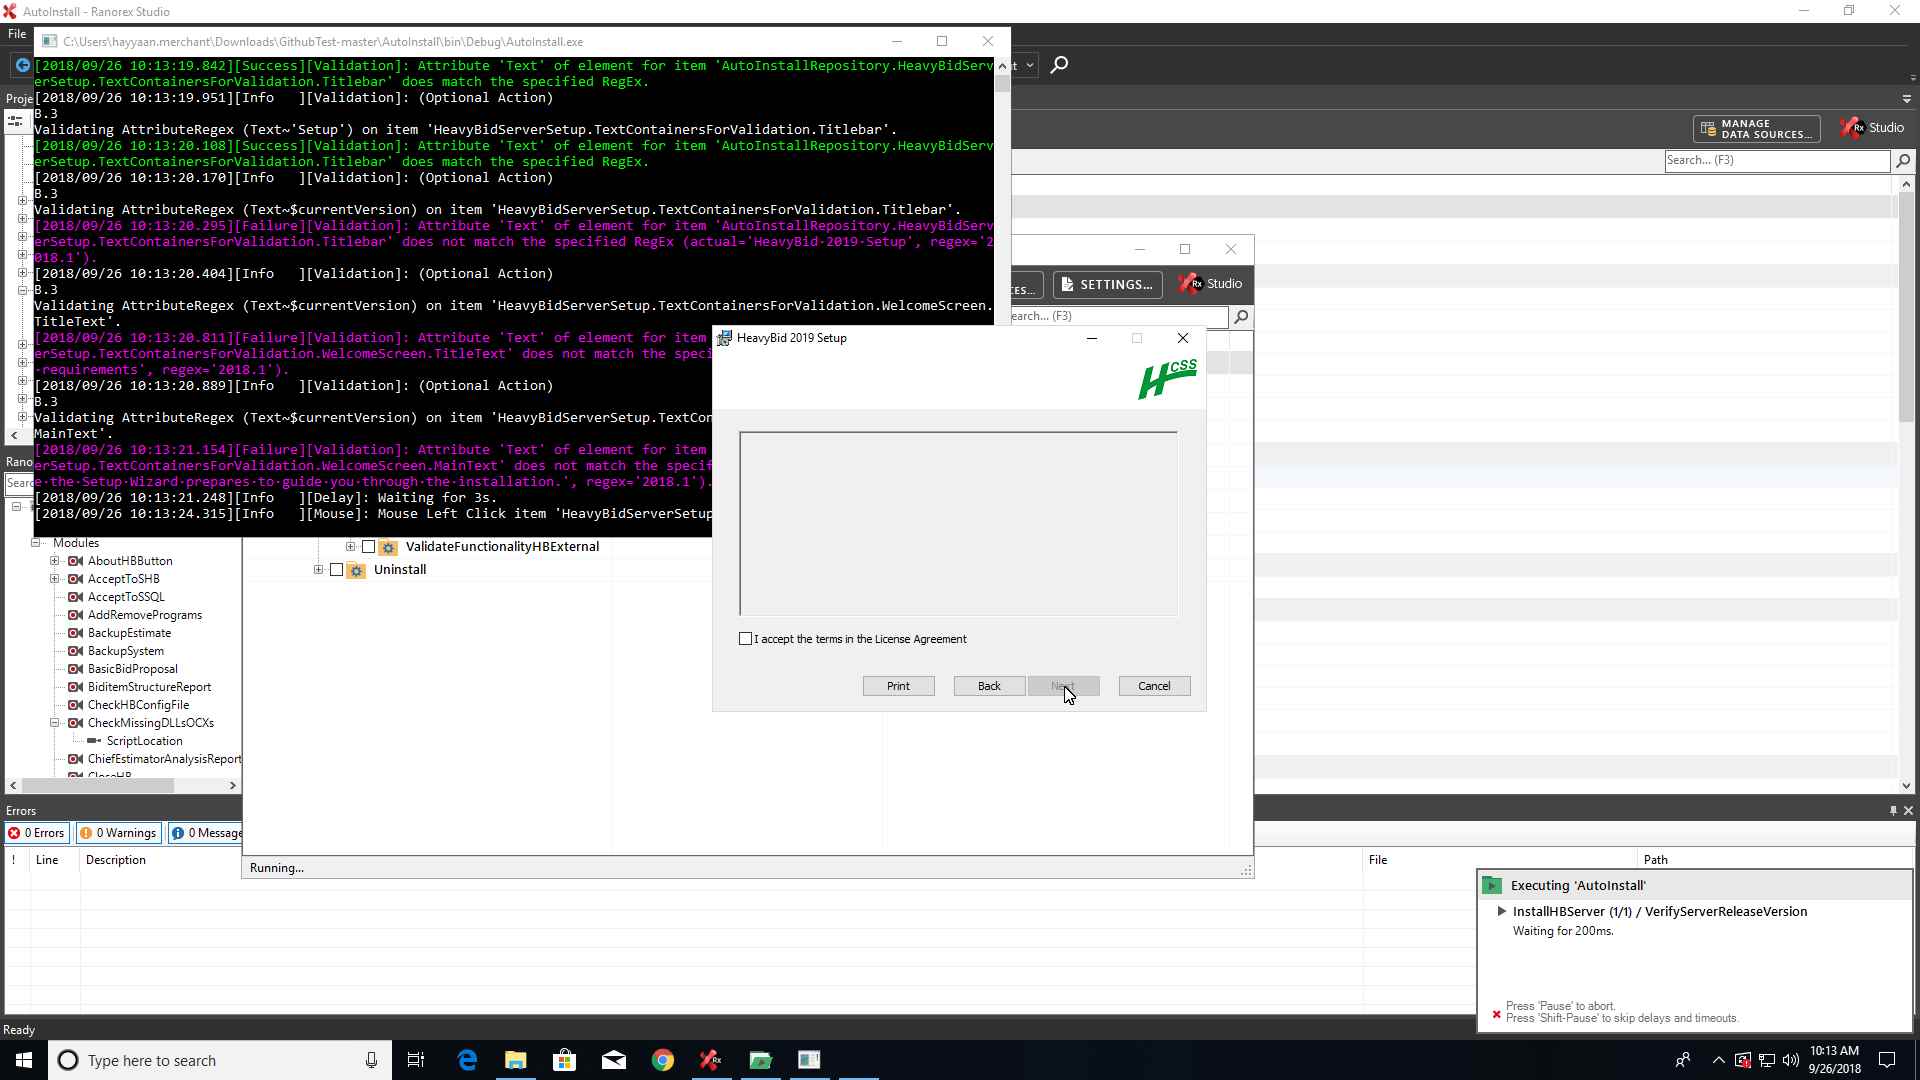 AutoInstall - Ranorex Studio
File
C:\Users\hayyaan.merchant\Downloads\GithubTest-master\AutoInstall\bin\Debug\AutoInstall.exe
Proje
[2018/09/26 10:13:19.842][Success][Validation]: Attribute 'Text' of element for item 'AutoInstallRepository.HeavyBidServ
erSetup.TextContainersForValidation.Titlebar' does match the specified RegEx.
[2018/09/26 10:13:19.951][Info   ][Validation]: (Optional Action)
B.3
Validating AttributeRegex (Text~'Setup') on item 'HeavyBidServerSetup.TextContainersForValidation.Titlebar'.
[2018/09/26 10:13:20.108][Success][Validation]: Attribute 'Text' of element for item 'AutoInstallRepository.HeavyBidServ
erSetup.TextContainersForValidation.Titlebar' does match the specified RegEx.
[2018/09/26 10:13:20.170][Info   ][Validation]: (Optional Action)
B.3
Validating AttributeRegex (Text~$currentVersion) on item 'HeavyBidServerSetup.TextContainersForValidation.Titlebar'.
[2018/09/26 10:13:20.295][Failure][Validation]: Attribute 'Text' of element for item 'AutoInstallRepository.HeavyBidServ
erSetup.TextContainersForValidation.Titlebar' does not match the specified RegEx (actual='HeavyBid·2019·Setup', regex='2
018.1').
[2018/09/26 10:13:20.404][Info   ][Validation]: (Optional Action)
B.3
Validating AttributeRegex (Text~$currentVersion) on item 'HeavyBidServerSetup.TextContainersForValidation.WelcomeScreen.
TitleText'.
[2018/09/26 10:13:20.811][Failure][Validation]: Attribute 'Text' of element for item
erSetup.TextContainersForValidation.WelcomeScreen.TitleText' does not match the speci
·requirements', regex='2018.1').
[2018/09/26 10:13:20.889][Info   ][Validation]: (Optional Action)
B.3
Validating AttributeRegex (Text~$currentVersion) on item 'HeavyBidServerSetup.TextCon
MainText'.
[2018/09/26 10:13:21.154][Failure][Validation]: Attribute 'Text' of element for item
erSetup.TextContainersForValidation.WelcomeScreen.MainText' does not match the specif
e·the·Setup·Wizard·prepares·to·guide·you·through·the·installation.', regex='2018.1').
[2018/09/26 10:13:21.248][Info   ][Delay]: Waiting for 3s.
[2018/09/26 10:13:24.315][Info   ][Mouse]: Mouse Left Click item 'HeavyBidServerSetup
MANAGE
DATA SOURCES...
Rx Studio
Search... (F3)
CES...
SETTINGS...
Rx Studio
earch... (F3)
HeavyBid 2019 Setup
HCSS
I accept the terms in the License Agreement
Print
Back
Next
Cancel
Rano
Sear
ValidateFunctionalityHBExternal
Uninstall
Modules
AboutHBButton
AcceptToSHB
AcceptToSSQL
AddRemovePrograms
BackupEstimate
BackupSystem
BasicBidProposal
BiditemStructureReport
CheckHBConfigFile
CheckMissingDLLsOCXs
ScriptLocation
ChiefEstimatorAnalysisReport
CloseHB
Errors
0 Errors
0 Warnings
0 Message
! Line Description File Path
Running...
Executing 'AutoInstall'
InstallHBServer (1/1) / VerifyServerReleaseVersion
Waiting for 200ms.
Press 'Pause' to abort.
Press 'Shift-Pause' to skip delays and timeouts.
Ready
Type here to search
10:13 AM
9/26/2018